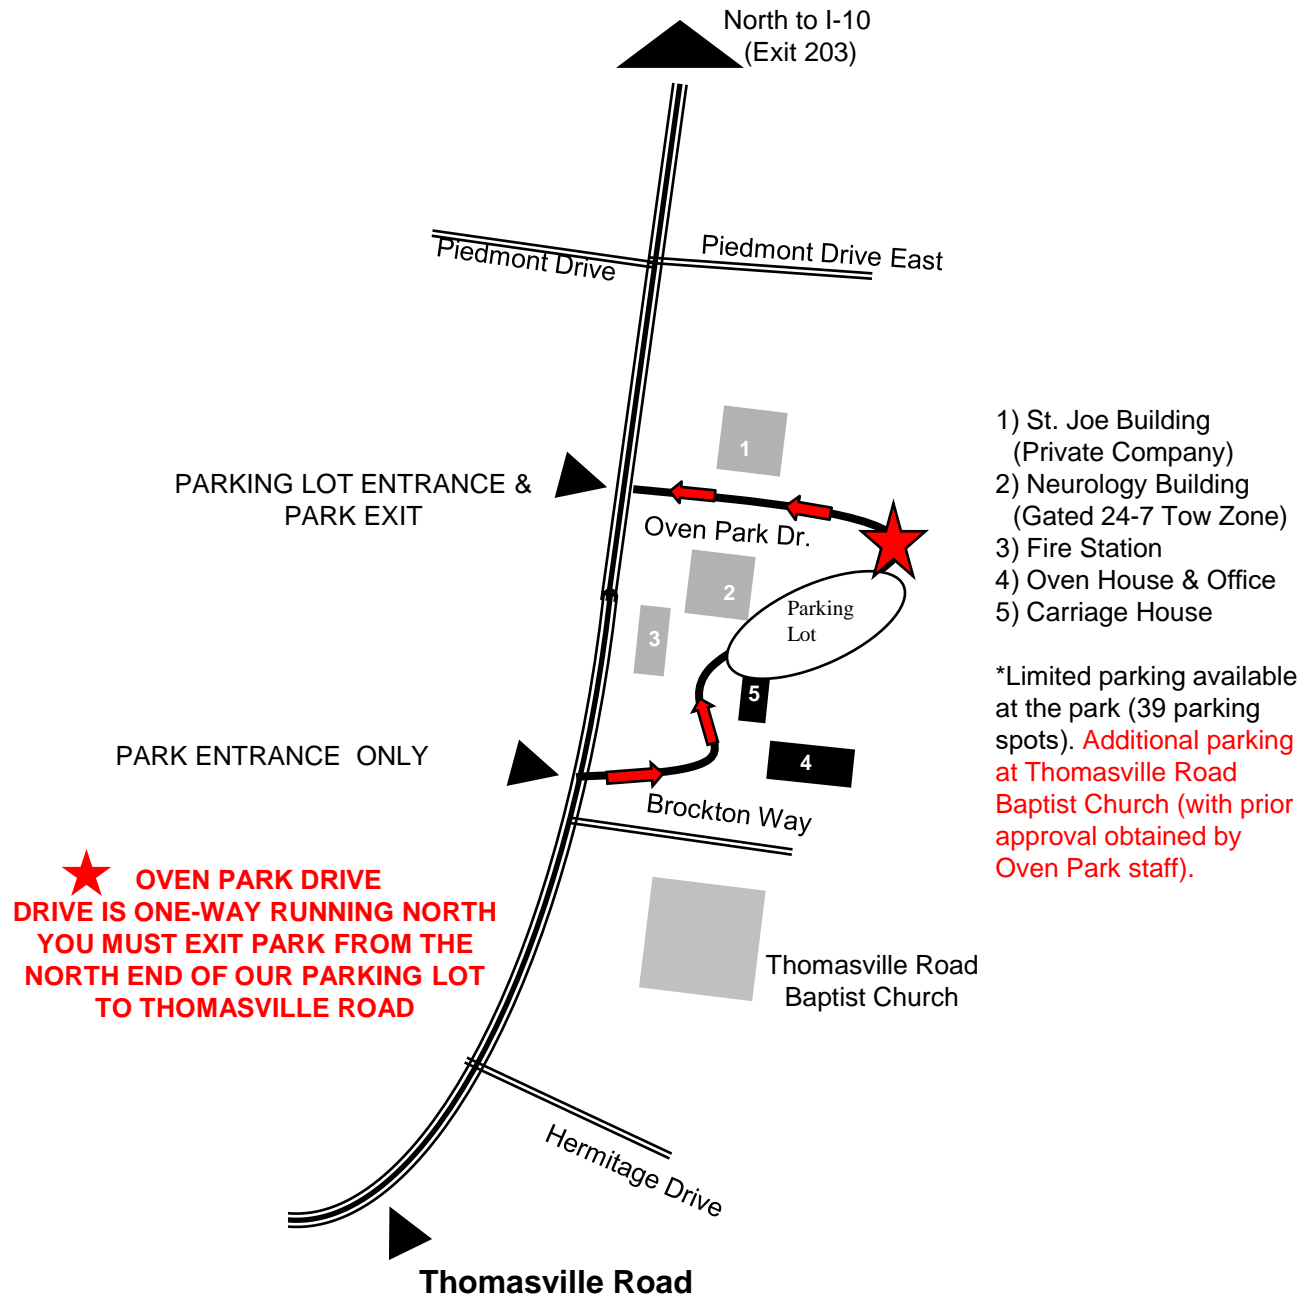 North to I-10
(Exit 203)
Piedmont Drive
Piedmont Drive East
1
PARKING LOT ENTRANCE &
PARK EXIT
Oven Park Dr.
2
Parking
Lot
3
5
4
PARK ENTRANCE  ONLY
Brockton Way
1) St. Joe Building
(Private Company)
2) Neurology Building
(Gated 24-7 Tow Zone)
3) Fire Station
4) Oven House & Office
5) Carriage House
*Limited parking available
at the park (39 parking
spots). Additional parking
at Thomasville Road
Baptist Church (with prior
approval obtained by
Oven Park staff).
OVEN PARK DRIVE
DRIVE IS ONE-WAY RUNNING NORTH
YOU MUST EXIT PARK FROM THE
NORTH END OF OUR PARKING LOT
TO THOMASVILLE ROAD
Thomasville Road
Baptist Church
Hermitage Drive
Thomasville Road